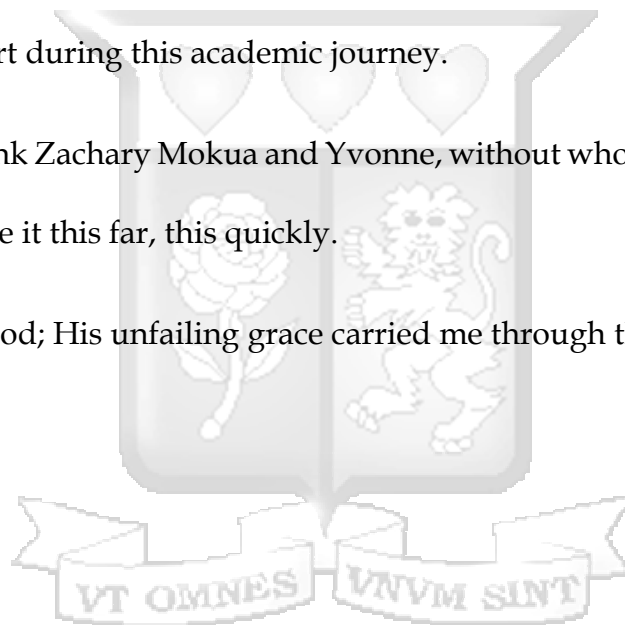 rt during this academic journey.
nk Zachary Mokua and Yvonne, without who
e it this far, this quickly.
od; His unfailing grace carried me through t
VT OMNES VNVM SINT